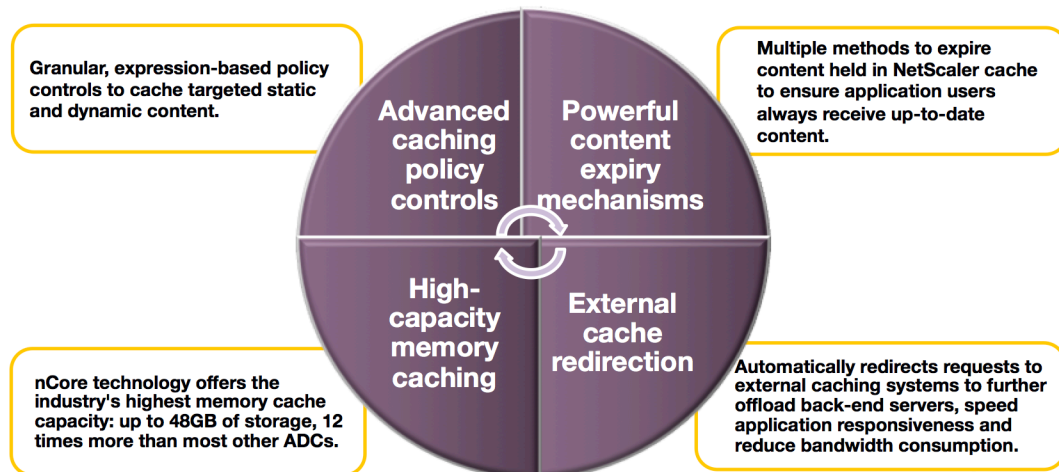 Granular, expression-based policy
controls to cache targeted static
and dynamic content.
Advanced
caching
policy
controls
Powerful
content
expiry
mechanisms
Multiple methods to expire
content held in NetScaler cache
to ensure application users
always receive up-to-date
content.
nCore technology offers the
industry's highest memory cache
capacity: up to 48GB of storage, 12
times more than most other ADCs.
High-
capacity
memory
caching
External
cache
redirection
Automatically redirects requests to
external caching systems to further
offload back-end servers, speed
application responsiveness and
reduce bandwidth consumption.